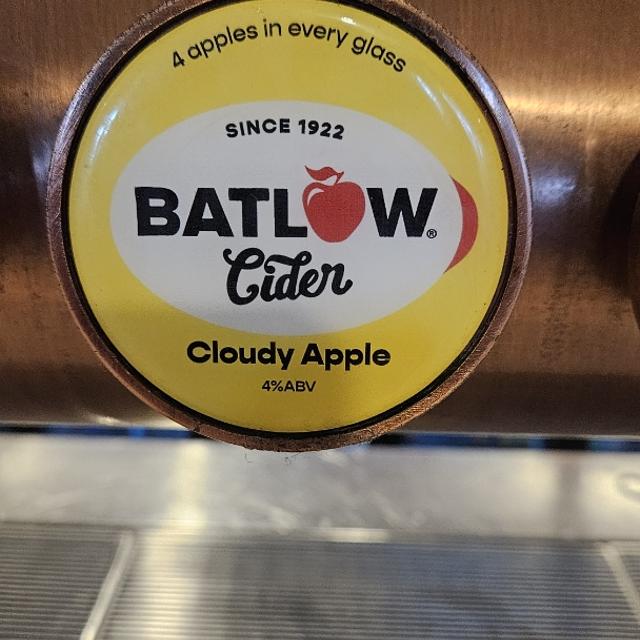 4 apples in every glass
SINCE 1922
BATLOW®
Cider
Cloudy Apple
4%ABV